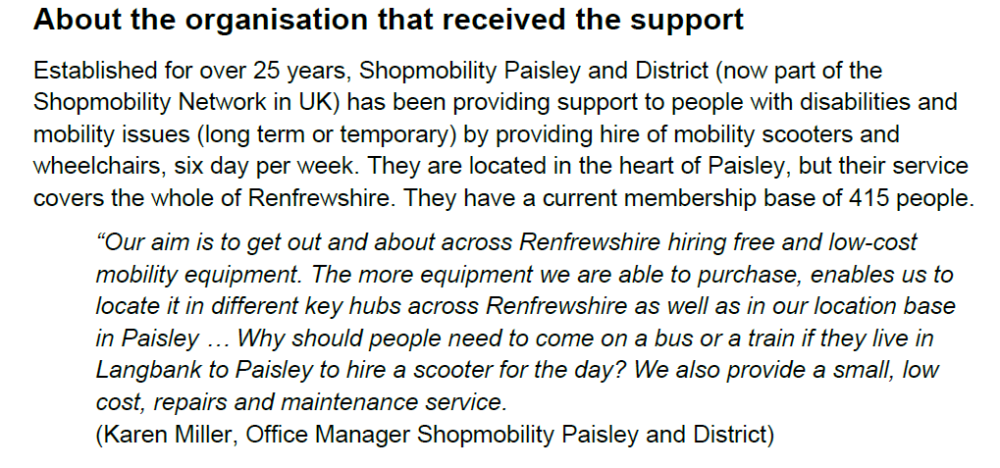 About the organisation that received the support
Established for over 25 years, Shopmobility Paisley and District (now part of the
Shopmobility Network in UK) has been providing support to people with disabilities and
mobility issues (long term or temporary) by providing hire of mobility scooters and
wheelchairs, six day per week. They are located in the heart of Paisley, but their service
covers the whole of Renfrewshire. They have a current membership base of 415 people.
“Our aim is to get out and about across Renfrewshire hiring free and low-cost
mobility equipment. The more equipment we are able to purchase, enables us to
locate it in different key hubs across Renfrewshire as well as in our location base
in Paisley … Why should people need to come on a bus or a train if they live in
Langbank to Paisley to hire a scooter for the day? We also provide a small, low
cost, repairs and maintenance service.
(Karen Miller, Office Manager Shopmobility Paisley and District)